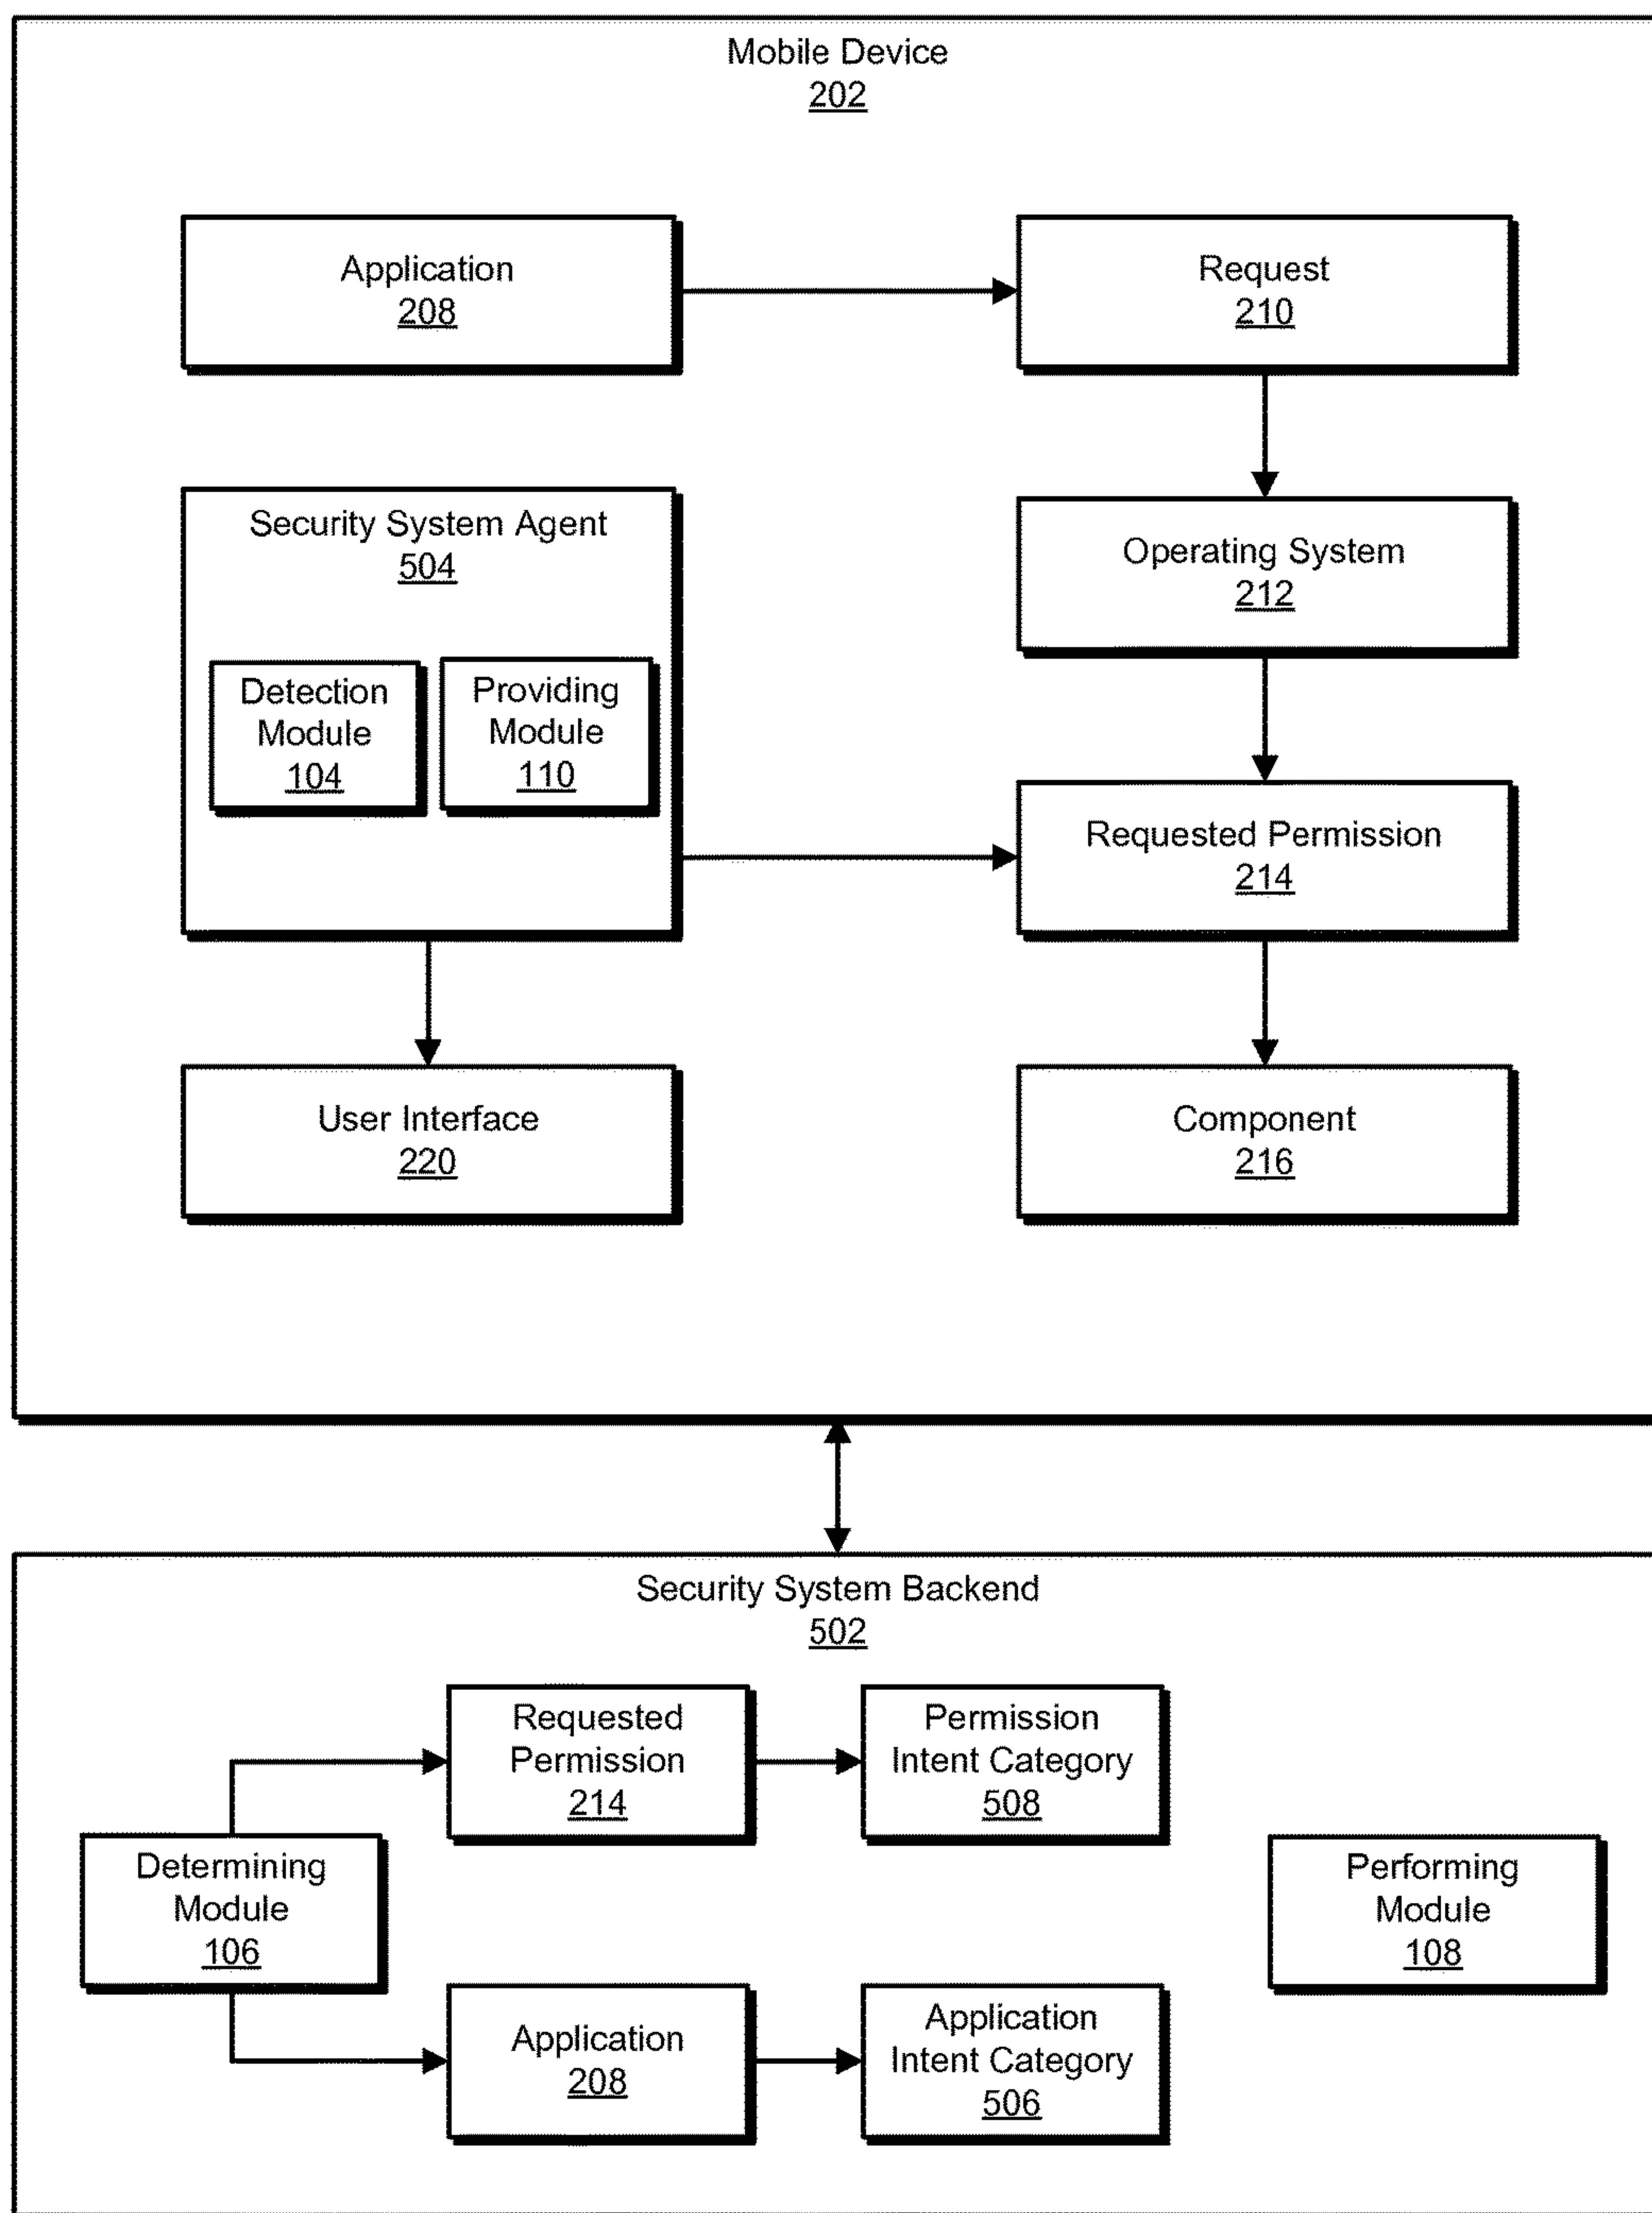 Mobile Device
202
Application
208
Request
210
Security System Agent
504
Operating System
212
Detection
Module
104
Providing
Module
110
Requested Permission
214
User Interface
220
Component
216
Security System Backend
502
Requested
Permission
214
Permission
Intent Category
508
Determining
Module
106
Performing
Module
108
Application
208
Application
Intent Category
506